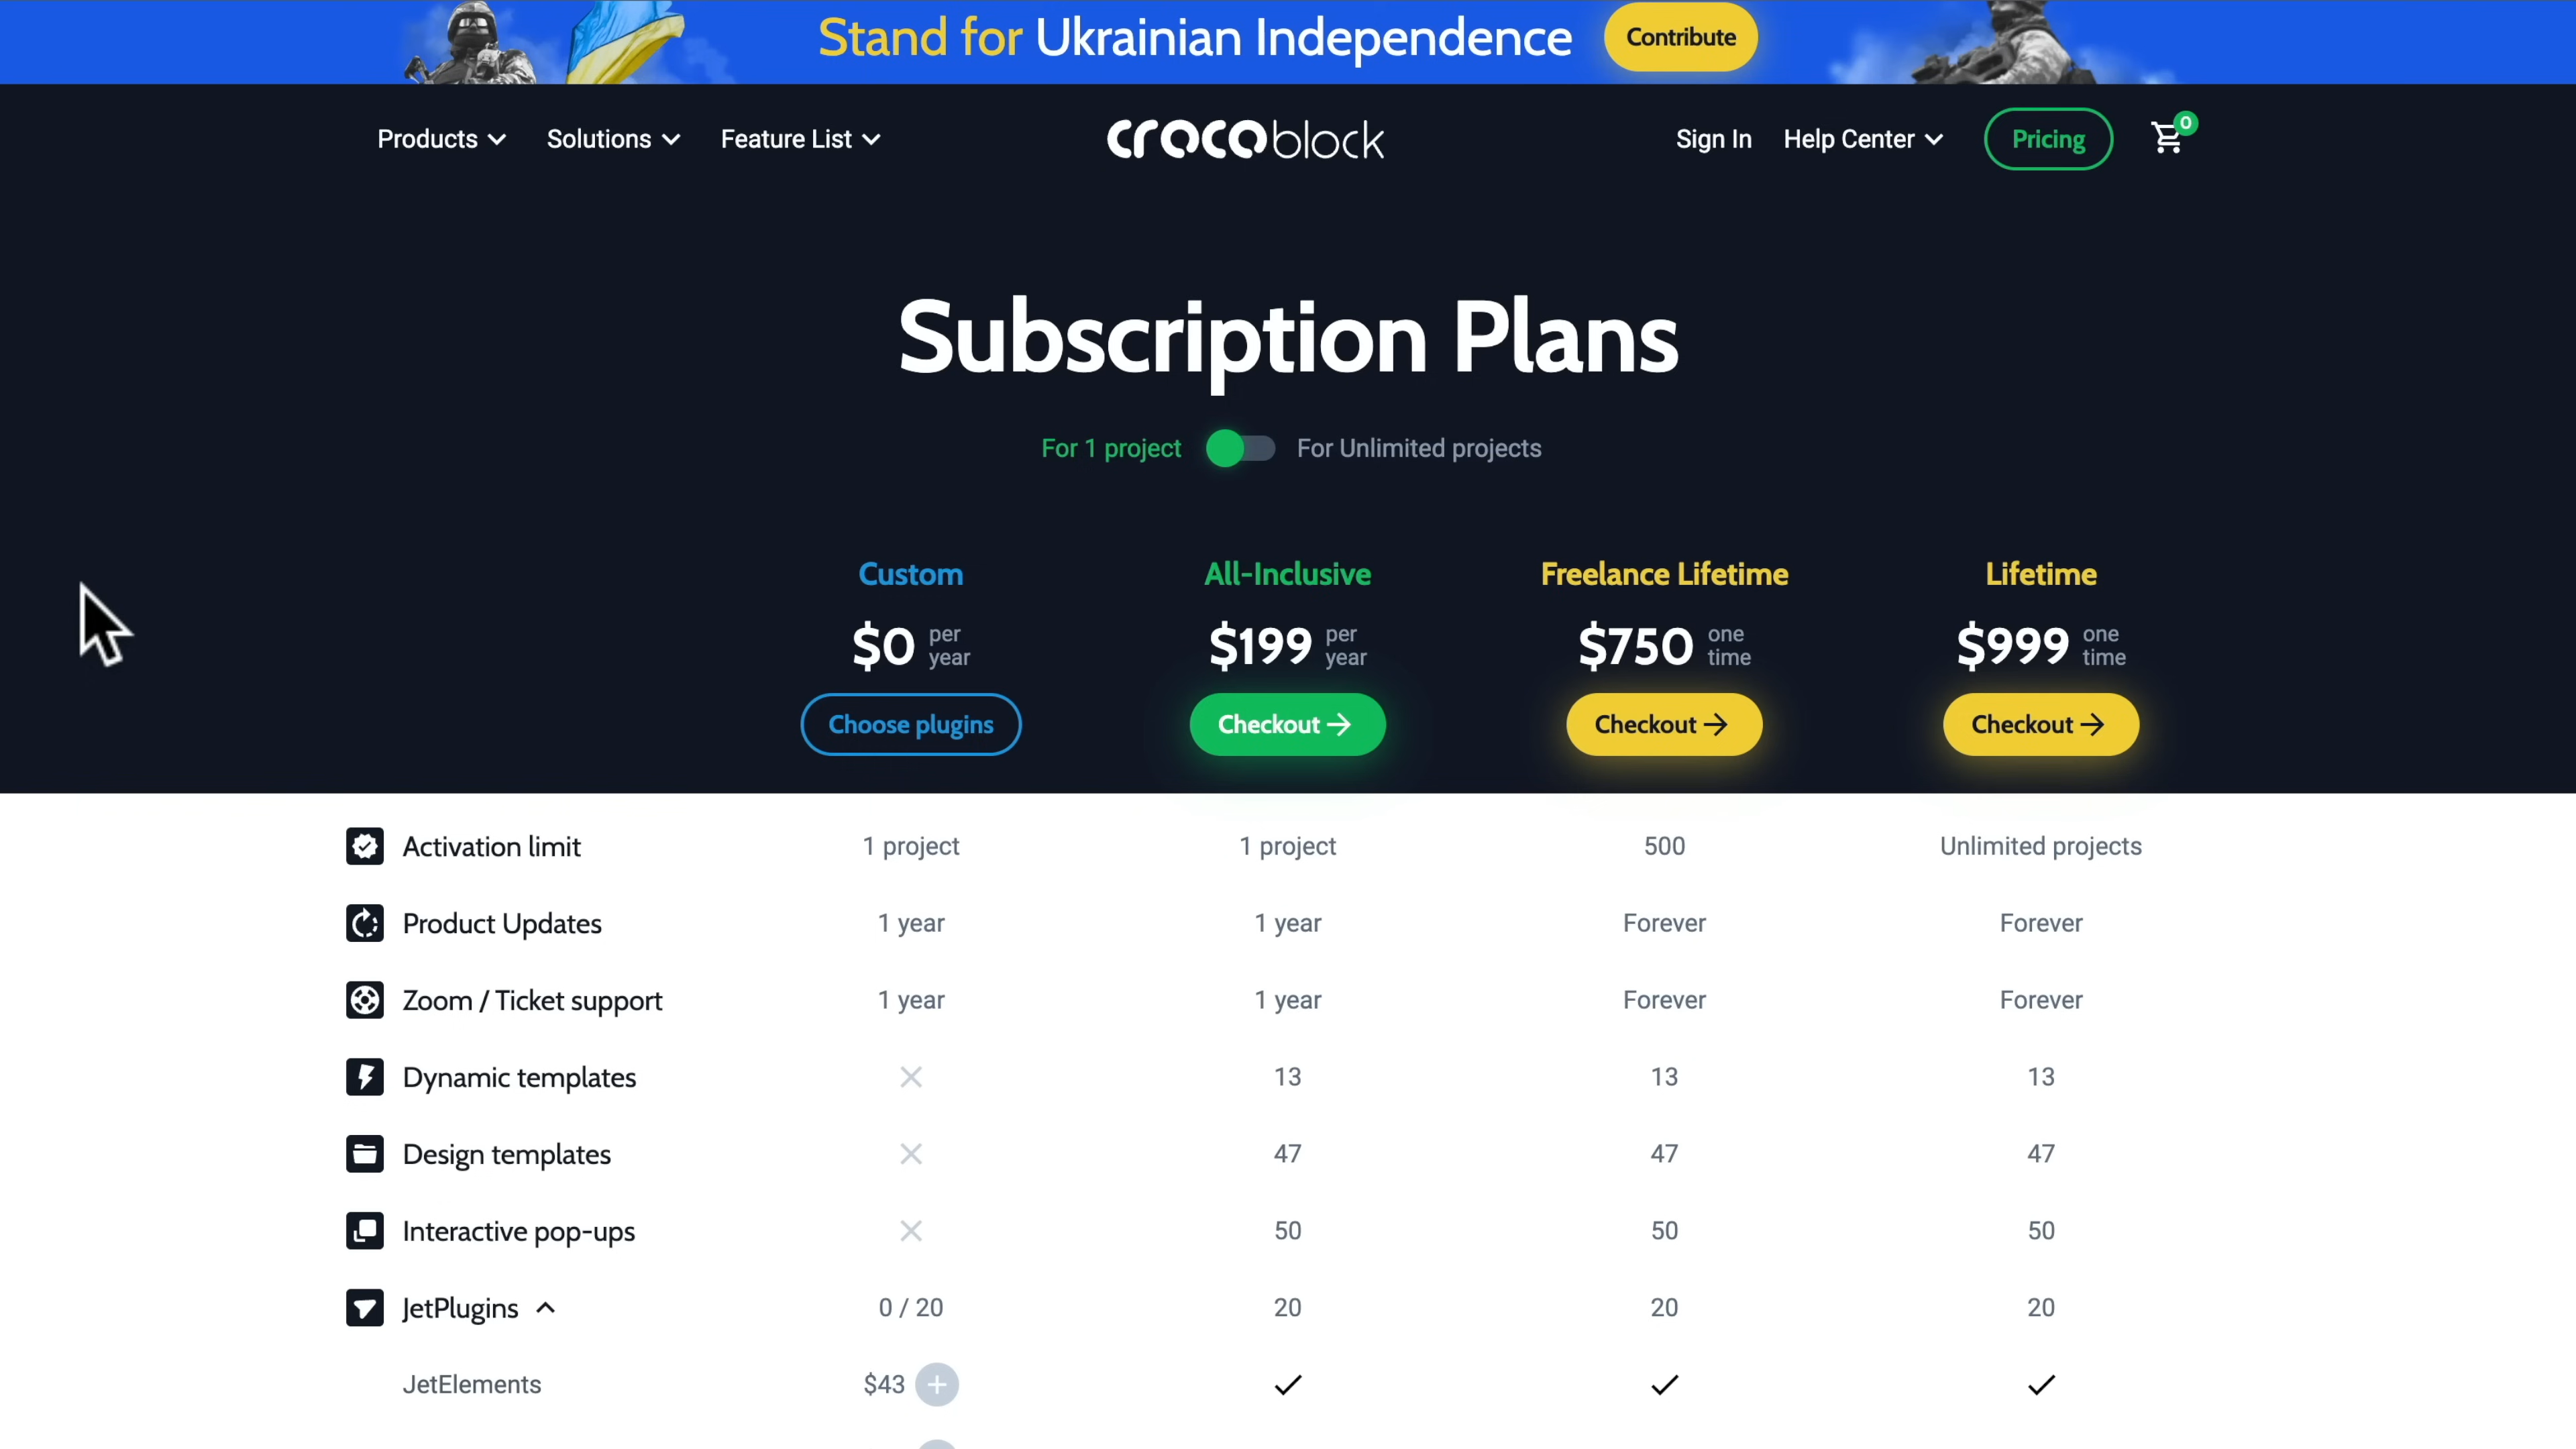 Stand for Ukrainian Independence
Contribute
Products
Solutions
Feature List
crocoblock
Sign In
Help Center
Pricing
0
Subscription Plans
For 1 project
For Unlimited projects
Custom
All-Inclusive
Freelance Lifetime
Lifetime
$0 per year
$199 per year
$750 one time
$999 one time
Choose plugins
Checkout →
Checkout →
Checkout →
Activation limit
1 project
1 project
500
Unlimited projects
Product Updates
1 year
1 year
Forever
Forever
Zoom / Ticket support
1 year
1 year
Forever
Forever
Dynamic templates
13
13
13
Design templates
47
47
47
Interactive pop-ups
50
50
50
JetPlugins
0 / 20
20
20
20
JetElements
$43